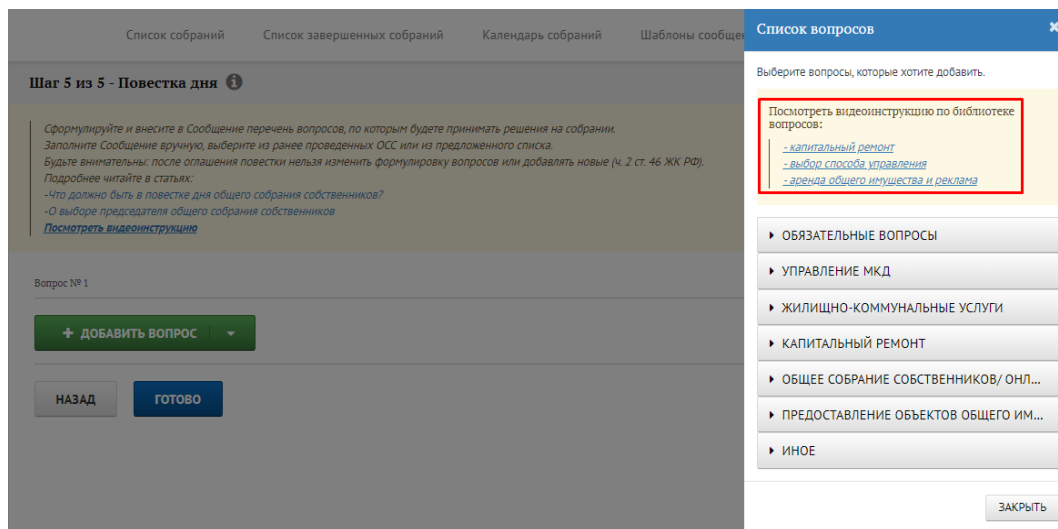 Список собраний Список завершенных собраний Календарь собраний Шаблоны сообщен
Шаг 5 из 5 - Повестка дня
Сформулируйте и внесите в Сообщение перечень вопросов, по которым будете принимать решения на собрании.
Заполните Сообщение вручную, выберите из ранее проведенных ОСС или из предложенного списка.
Будьте внимательны: после оглашения повестки нельзя изменить формулировку вопросов или добавлять новые (ч. 2 ст. 46 ЖК РФ).
Подробнее читайте в статьях:
-Что должно быть в повестке дня общего собрания собственников?
-О выборе председателя общего собрания собственников
Посмотреть видеоинструкцию
Вопрос № 1
+ ДОБАВИТЬ ВОПРОС
НАЗАД ГОТОВО
Список вопросов
Выберите вопросы, которые хотите добавить.
Посмотреть видеоинструкцию по библиотеке
вопросов:
- капитальный ремонт
- выбор способа управления
- аренда общего имущества и реклама
ОБЯЗАТЕЛЬНЫЕ ВОПРОСЫ
УПРАВЛЕНИЕ МКД
ЖИЛИЩНО-КОММУНАЛЬНЫЕ УСЛУГИ
КАПИТАЛЬНЫЙ РЕМОНТ
ОБЩЕЕ СОБРАНИЕ СОБСТВЕННИКОВ/ ОНЛ...
ПРЕДОСТАВЛЕНИЕ ОБЪЕКТОВ ОБЩЕГО ИМ...
ИНОЕ
ЗАКРЫТЬ